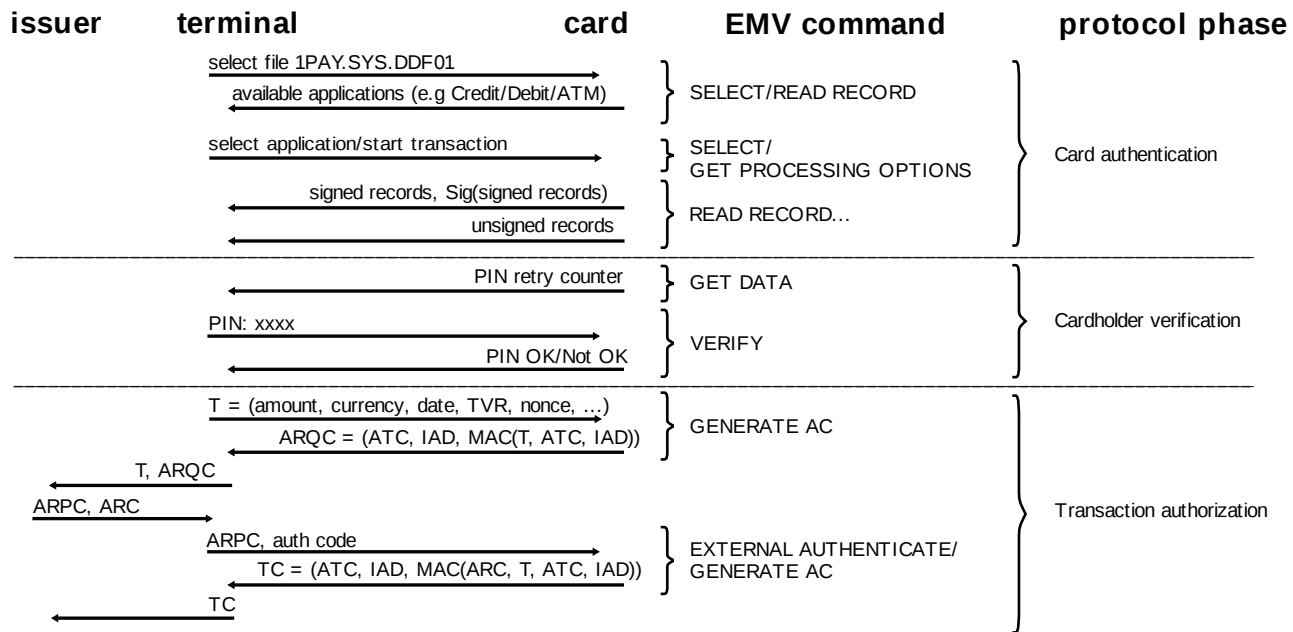 issuer terminal card EMV command protocol phase
select file 1PAY.SYS.DDF01
available applications (e.g Credit/Debit/ATM)
SELECT/READ RECORD
select application/start transaction
SELECT/
GET PROCESSING OPTIONS
Card authentication
signed records, Sig(signed records)
READ RECORD...
unsigned records
PIN retry counter
GET DATA
PIN: xxxx
Cardholder verification
VERIFY
PIN OK/Not OK
T = (amount, currency, date, TVR, nonce, ...)
GENERATE AC
ARQC = (ATC, IAD, MAC(T, ATC, IAD))
T, ARQC
ARPC, ARC
Transaction authorization
ARPC, auth code
EXTERNAL AUTHENTICATE/
GENERATE AC
TC = (ATC, IAD, MAC(ARC, T, ATC, IAD))
TC